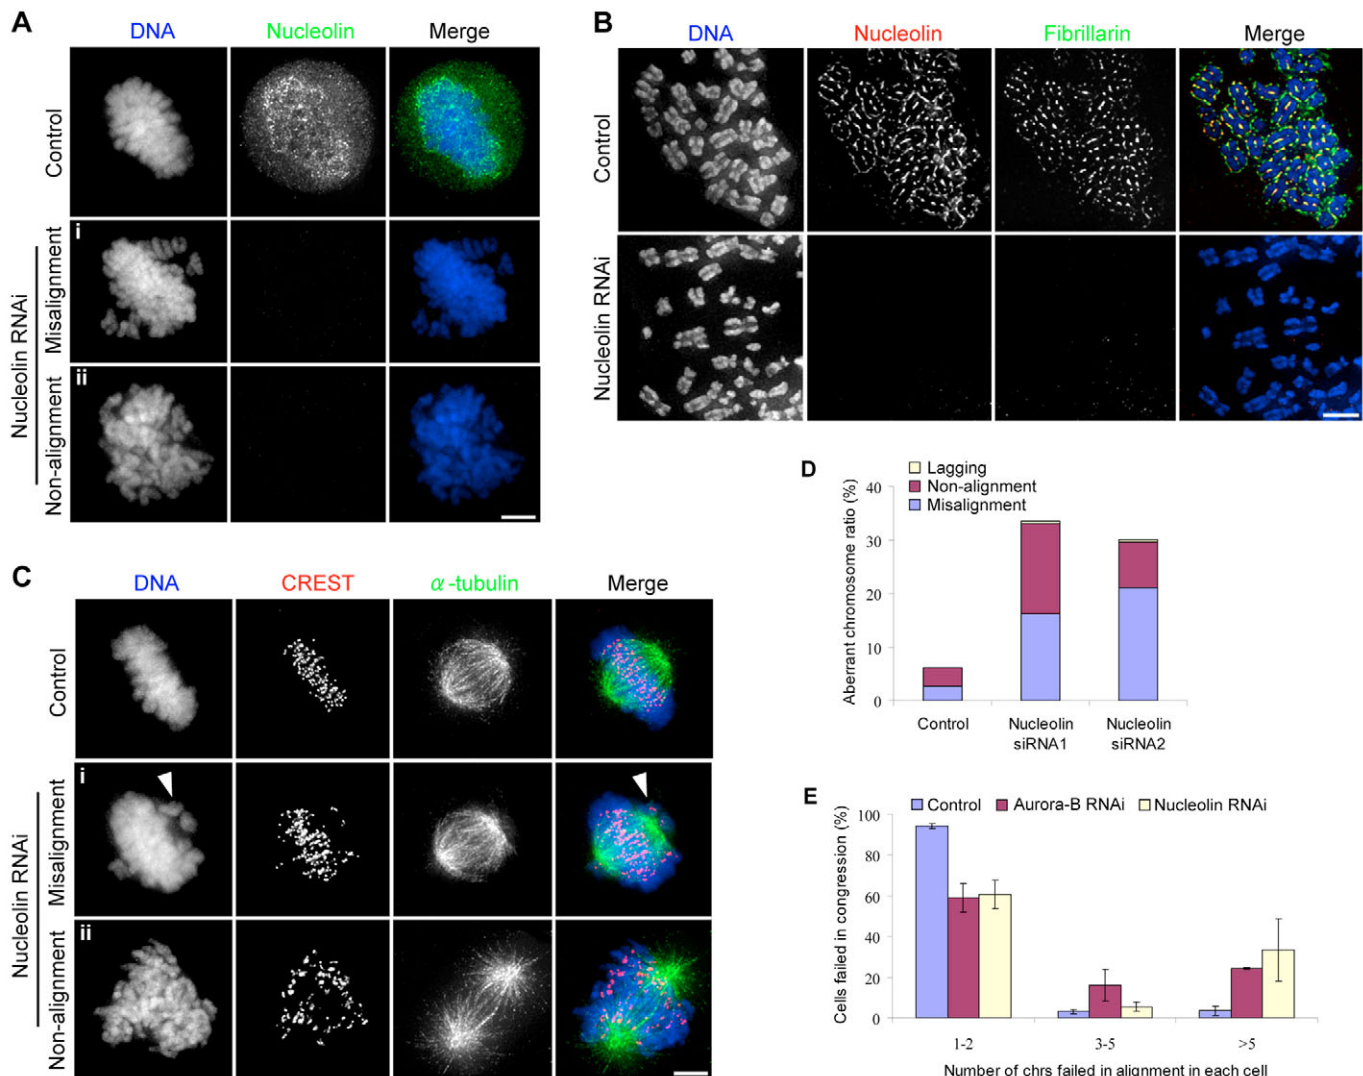 A
DNA
Nucleolin
Merge
Control
Nucleolin RNAi
i
Misalignment
ii
Non-alignment
B
DNA
Nucleolin
Fibrillarin
Merge
Control
Nucleolin RNAi
C
DNA
CREST
α-tubulin
Merge
Control
Nucleolin RNAi
i
Misalignment
ii
Non-alignment
D
Lagging
Non-alignment
Misalignment
Aberrant chromosome ratio (%)
40
30
20
10
0
Control
Nucleolin
siRNA1
Nucleolin
siRNA2
E
Control
Aurora-B RNAi
Nucleolin RNAi
Cells failed in congression (%)
100
80
60
40
20
0
1-2
3-5
>5
Number of chrs failed in alignment in each cell